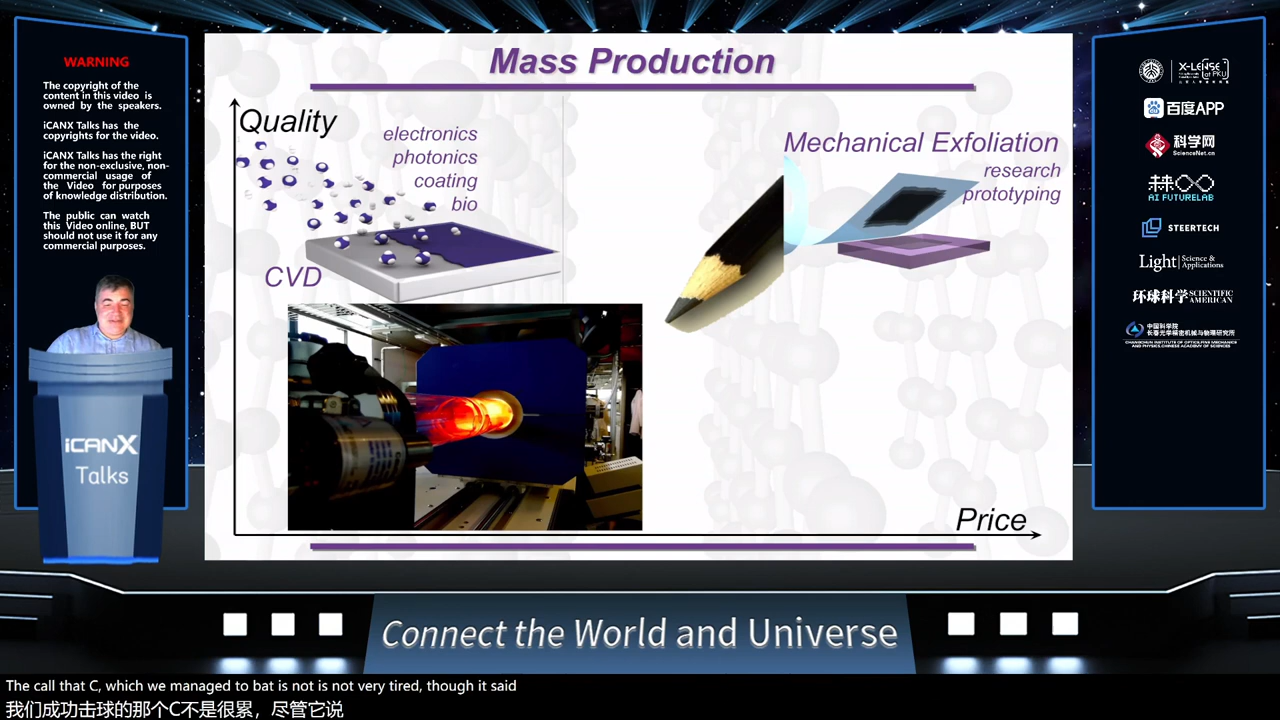 WARNING
The copyright of the
content in this video is
owned by the speakers.
iCANX Talks has the
copyrights for the video.
iCANX Talks has the right
for the non-exclusive, non-
commercial usage of
the Video for purposes
of knowledge distribution.
The public can watch
this Video online, BUT
should not use it for any
commercial purposes.
iCANX
Talks
Mass Production
Quality
electronics
photonics
coating
bio
CVD
Mechanical Exfoliation
research
prototyping
Price
X-LENSE
at PKU
百度APP
科学网
ScienceNet.cn
未来
AI FUTURELAB
STEERTECH
Light Science &
Applications
环球科学 SCIENTIFIC
AMERICAN
中国科学院
长春光学精密机械与物理研究所
CHANGCHUN INSTITUTE OF OPTICS,FINE MECHANICS
AND PHYSICS,CHINESE ACADEMY OF SCIENCES
Connect the World and Universe
The call that C, which we managed to bat is not is not very tired, though it said
我们成功击球的那个C不是很累，尽管它说